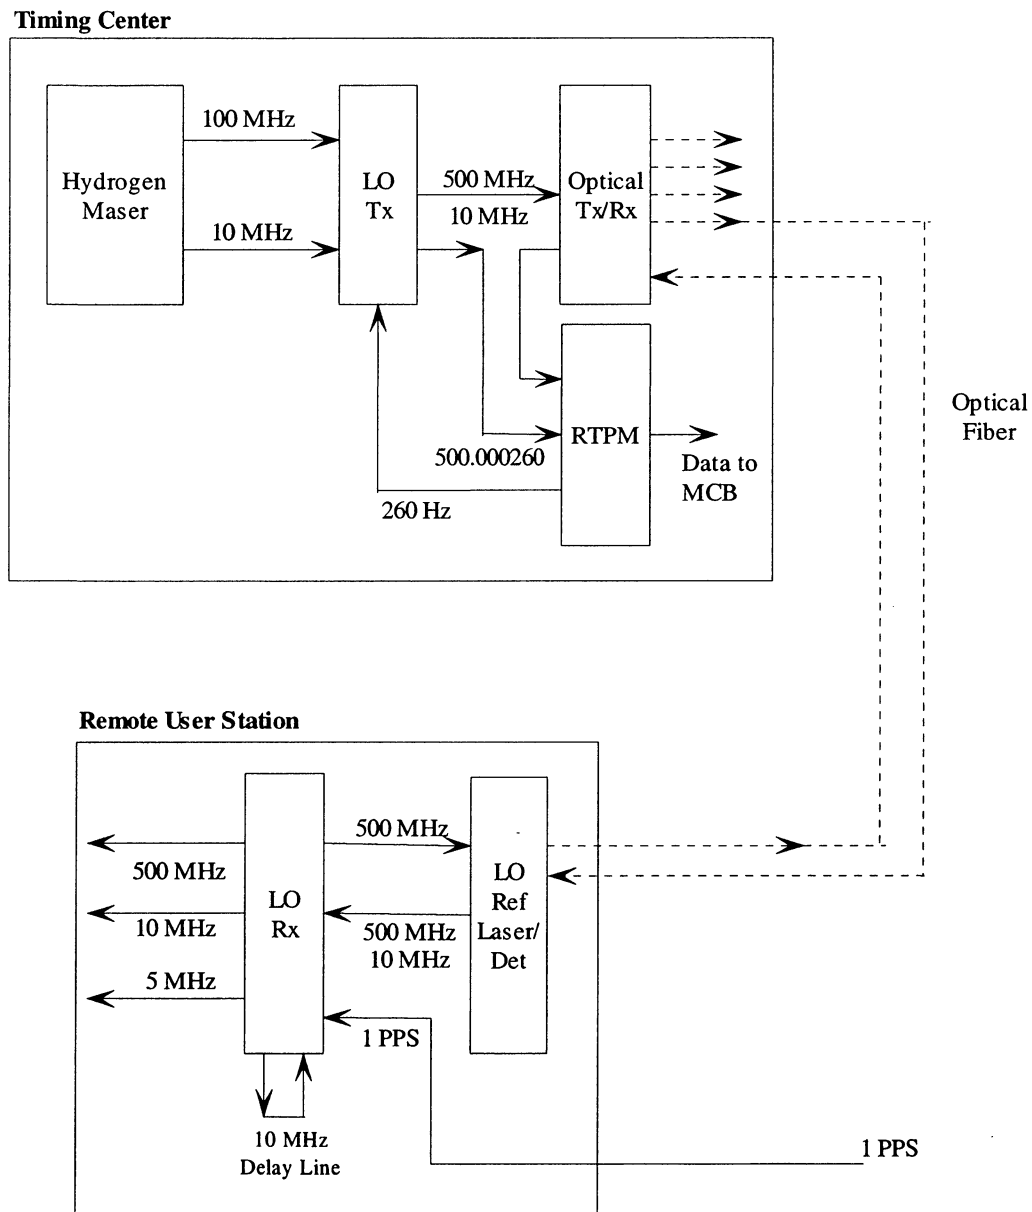 Timing Center
100 MHz
Hydrogen
Maser
10 MHz
LO
Tx
500 MHz
10 MHz
Optical
Tx/Rx
RTPM
500.000260
260 Hz
Data to
MCB
Optical
Fiber
Remote User Station
500 MHz
10 MHz
5 MHz
LO
Rx
500 MHz
500 MHz
10 MHz
LO
Ref
Laser/
Det
1 PPS
10 MHz
Delay Line
1 PPS